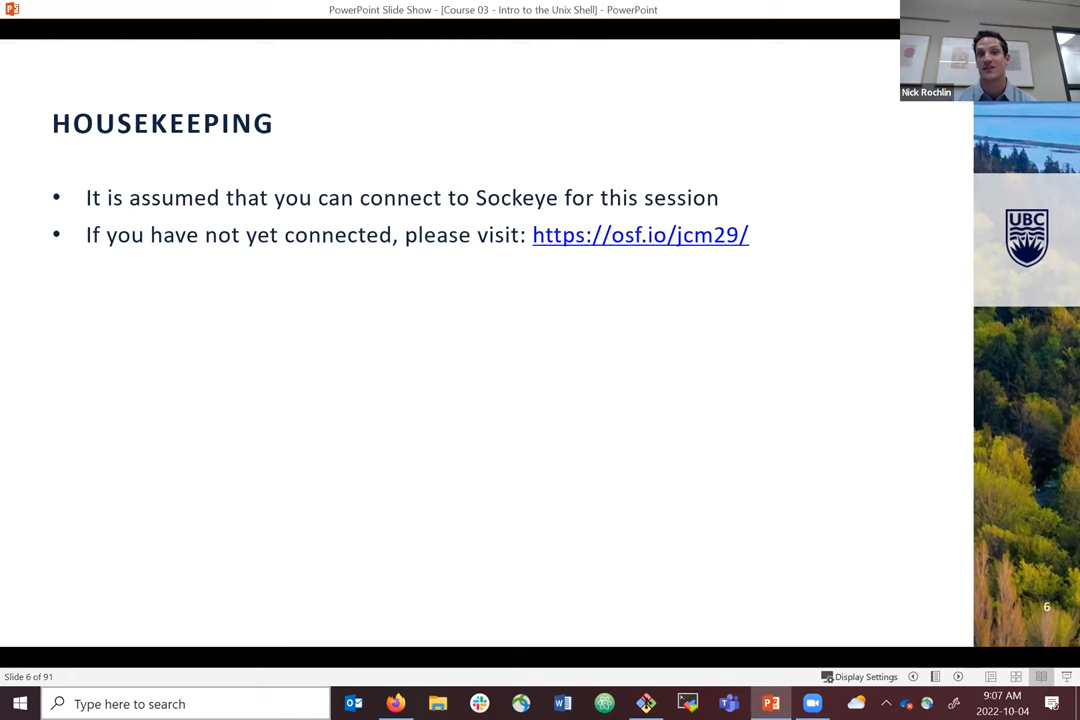 PowerPoint Slide Show - [Course 03 - Intro to the Unix Shell] - PowerPoint
Nick Rochlin
HOUSEKEEPING
• It is assumed that you can connect to Sockeye for this session
• If you have not yet connected, please visit: https://osf.io/jcm29/
UBC
6
Slide 6 of 91
Display Settings
Type here to search
9:07 AM
2022-10-04